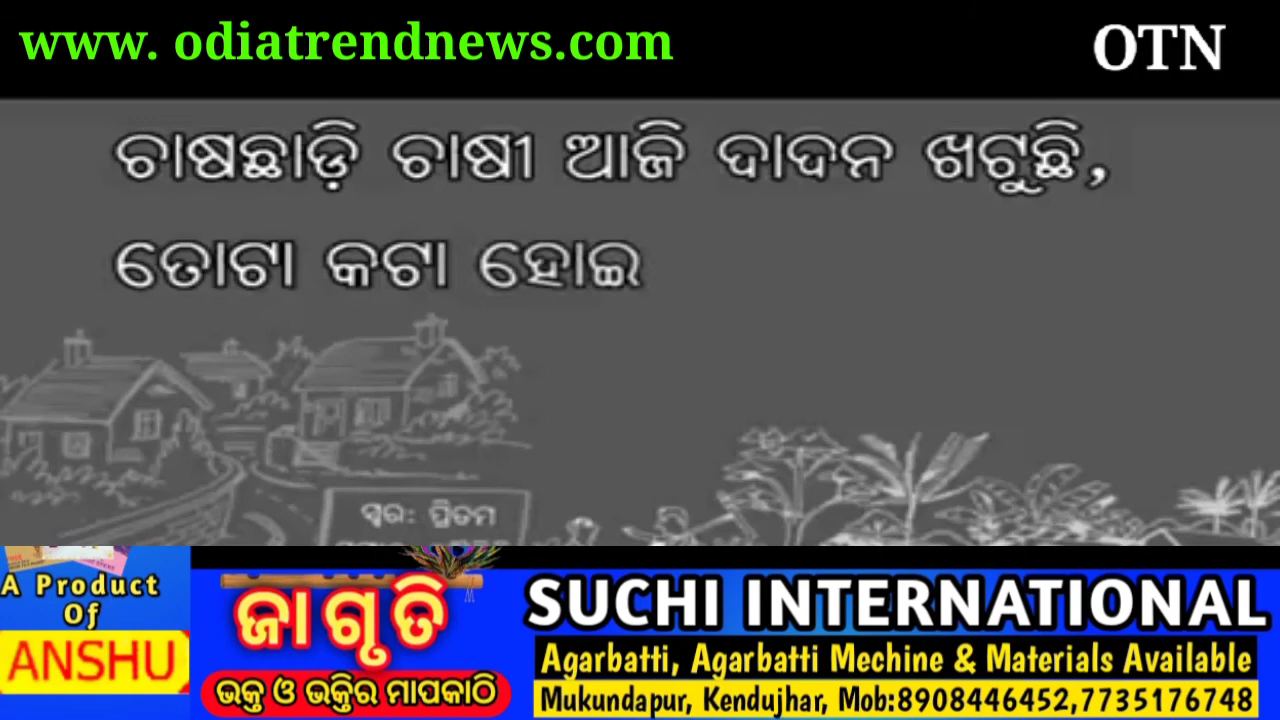 www. odiatrendnews.com
OTN
ଚାଷଛାଡ଼ି ଚାଷୀ ଆଜି ଦାଦନ ଖଟୁଛି,
ତୋଟା କଟା ହୋଇ
ସ୍ଵର: ପ୍ରିତମ
A Product
Of
ANSHU
ଜାଗୃତି
ଭକ୍ତ ଓ ଭକ୍ତିର ମାପକାଠି
SUCHI INTERNATIONAL
Agarbatti, Agarbatti Mechine & Materials Available
Mukundapur, Kendujhar, Mob:8908446452,7735176748